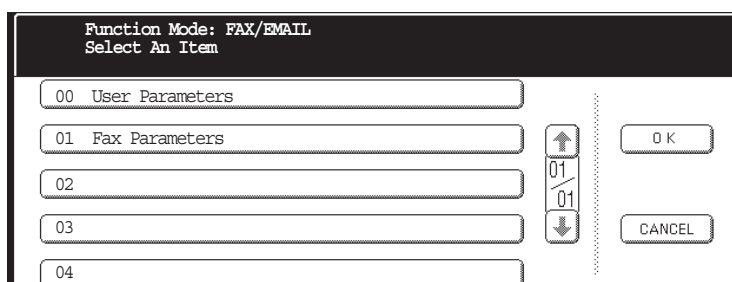 Function Mode: FAX/EMAIL
Select An Item
00 User Parameters
01 Fax Parameters
OK
02
01
01
03
CANCEL
04